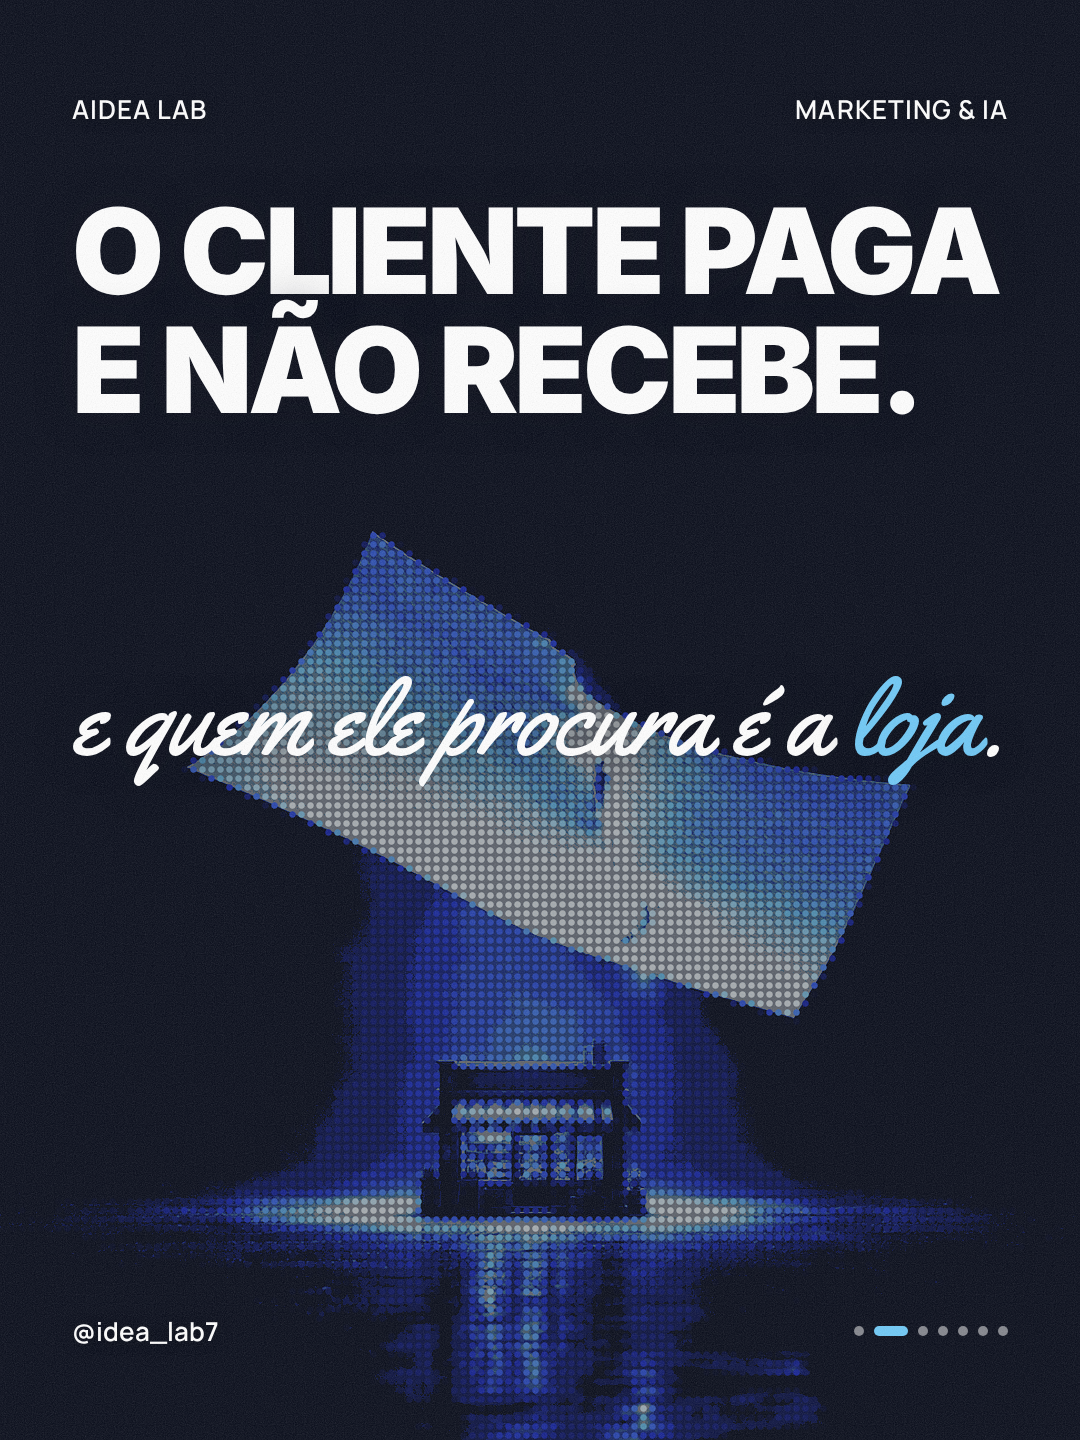 AIDEA LAB
MARKETING & IA
O CLIENTE PAGA
E NÃO RECEBE.
e quem ele procura é a loja.
@idea_lab7